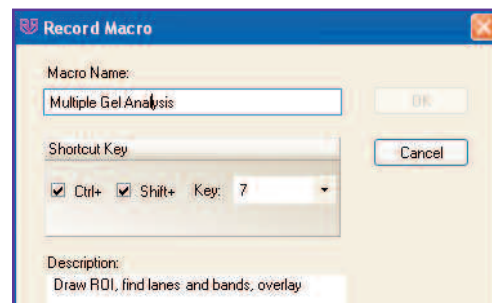 Record Macro
Macro Name:
Multiple Gel Analysis
OK
Shortcut Key
Cancel
Ctrl+ Shift+ Key: 7
Description:
Draw ROI, find lanes and bands, overlay